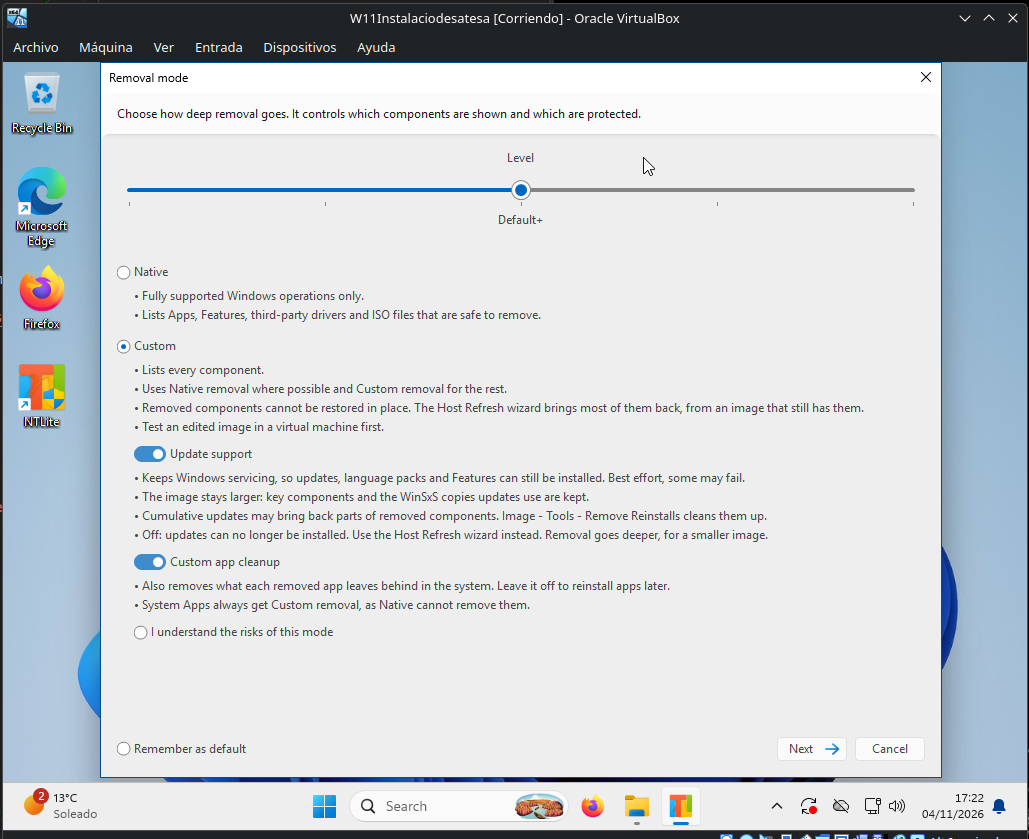 W11Instalaciodesatesa [Corriendo] - Oracle VirtualBox
Archivo Máquina Ver Entrada Dispositivos Ayuda
Recycle Bin
Microsoft
Edge
Firefox
NTLite
Removal mode
Choose how deep removal goes. It controls which components are shown and which are protected.
Level
Default+
Native
• Fully supported Windows operations only.
• Lists Apps, Features, third-party drivers and ISO files that are safe to remove.
Custom
• Lists every component.
• Uses Native removal where possible and Custom removal for the rest.
• Removed components cannot be restored in place. The Host Refresh wizard brings most of them back, from an image that still has them.
• Test an edited image in a virtual machine first.
Update support
• Keeps Windows servicing, so updates, language packs and Features can still be installed. Best effort, some may fail.
• The image stays larger: key components and the WinSxS copies updates use are kept.
• Cumulative updates may bring back parts of removed components. Image - Tools - Remove Reinstalls cleans them up.
• Off: updates can no longer be installed. Use the Host Refresh wizard instead. Removal goes deeper, for a smaller image.
Custom app cleanup
• Also removes what each removed app leaves behind in the system. Leave it off to reinstall apps later.
• System Apps always get Custom removal, as Native cannot remove them.
I understand the risks of this mode
Remember as default
Next
Cancel
2
13°C
Soleado
Search
17:22
04/11/2026